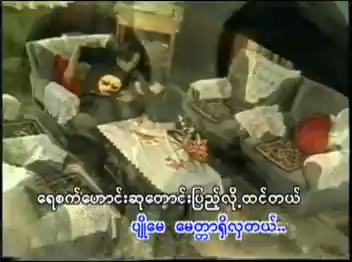 ရေစက်ဟောင်းဆုတောင်းပြည့်လို့ထင်တယ်
ပျိုမေ မေတ္တာရှိလှတယ်..